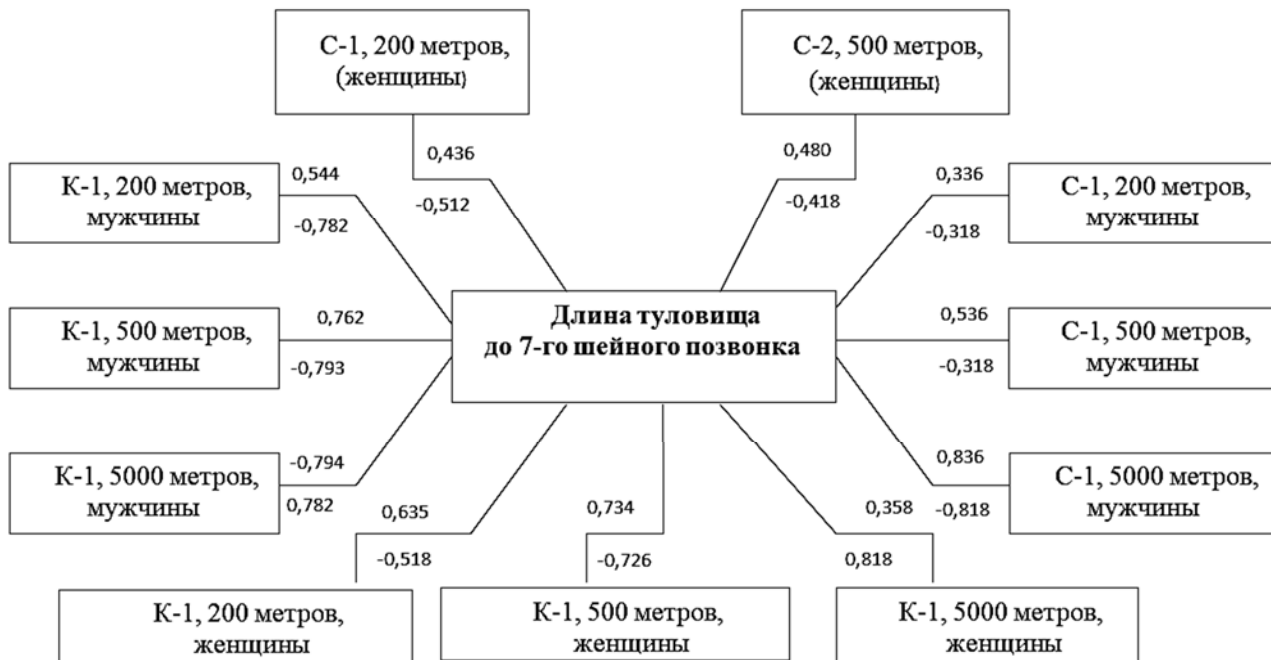 С-1, 200 метров,
(женщины)
С-2, 500 метров,
(женщины)
0,436
-0,512
0,480
-0,418
К-1, 200 метров,
мужчины
0,544
-0,782
0,336
-0,318
С-1, 200 метров,
мужчины
К-1, 500 метров,
мужчины
0,762
-0,793
Длина туловища
до 7-го шейного позвонка
0,536
-0,318
С-1, 500 метров,
мужчины
К-1, 5000 метров,
мужчины
-0,794
0,782
0,836
-0,818
С-1, 5000 метров,
мужчины
0,635
-0,518
0,734
-0,726
0,358
0,818
К-1, 200 метров,
женщины
К-1, 500 метров,
женщины
К-1, 5000 метров,
женщины